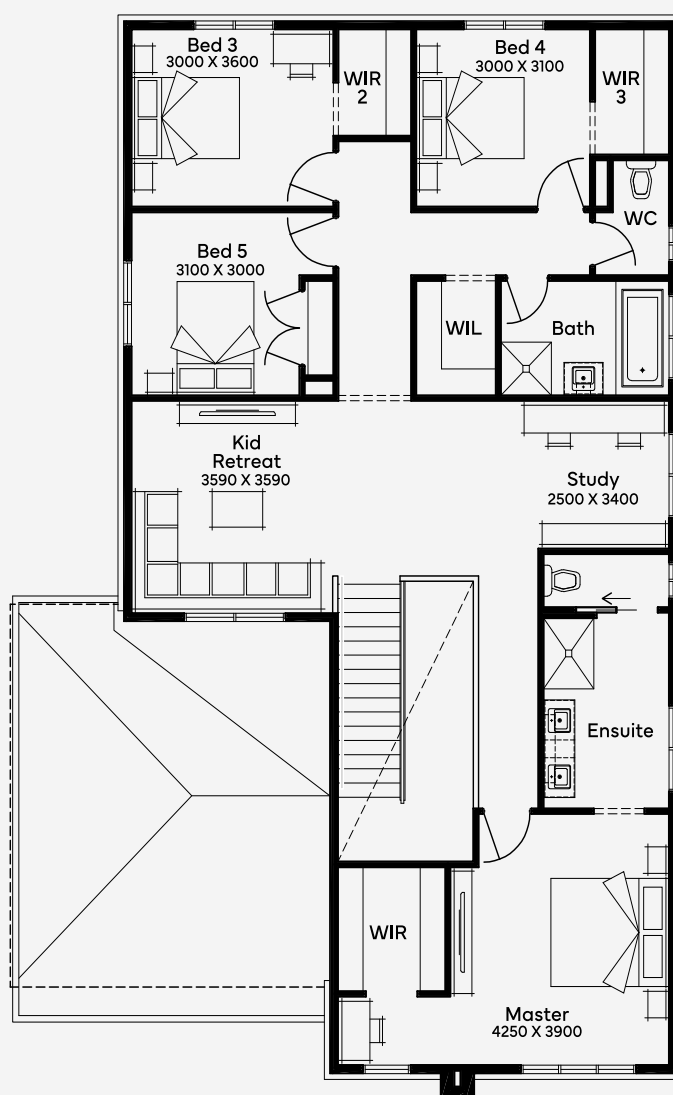 Bed 3
3000 X 3600
WIR
2
Bed 4
3000 X 3100
WIR
3
WC
Bed 5
3100 X 3000
WIL
Bath
Kid
Retreat
3590 X 3590
Study
2500 X 3400
Ensuite
WIR
Master
4250 X 3900